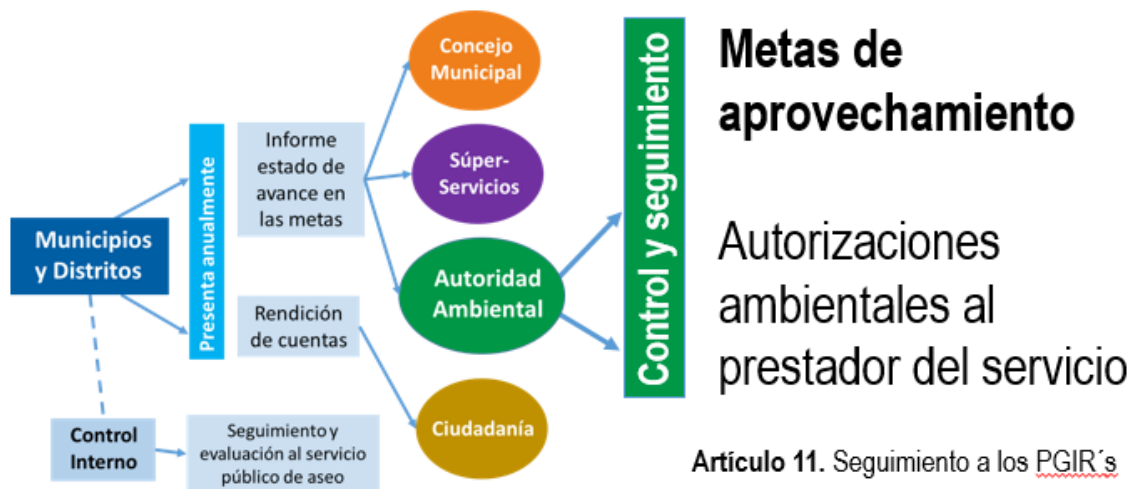 Municipios
y Distritos
Presenta anualmente
Informe
estado de
avance en
las metas
Rendición
de cuentas
Control
Interno
Seguimiento y
evaluación al servicio
público de aseo
Concejo
Municipal
Súper-
Servicios
Autoridad
Ambiental
Ciudadanía
Control y seguimiento
Metas de
aprovechamiento
Autorizaciones
ambientales al
prestador del servicio
Artículo 11. Seguimiento a los PGIR´s